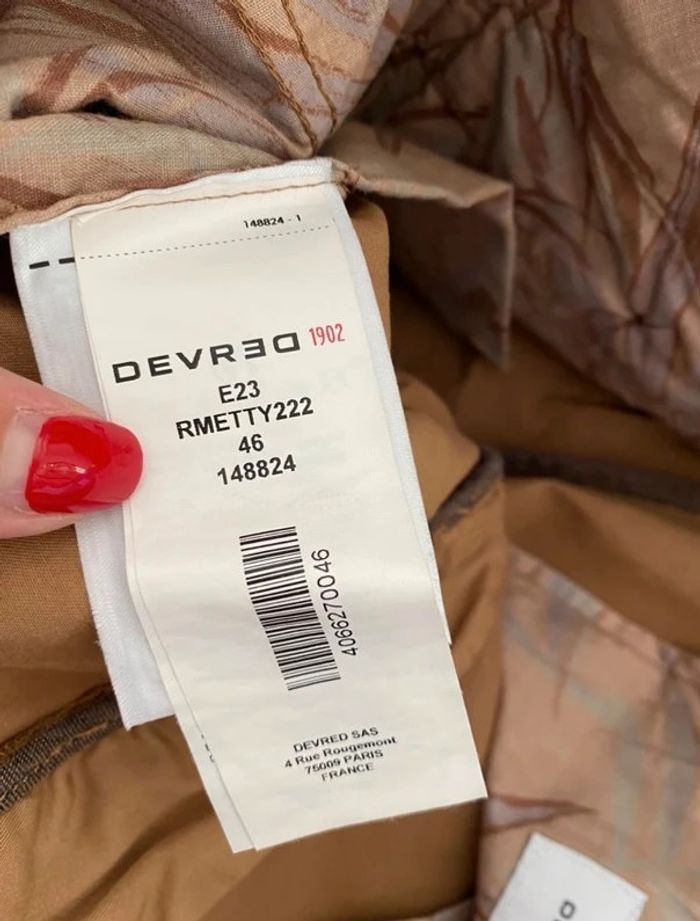 148824 - 1
DEVRED 1902
E23
RMETTY222
46
148824
4066270046
DEVRED SAS
4 Rue Rougemont
75009 PARIS
FRANCE